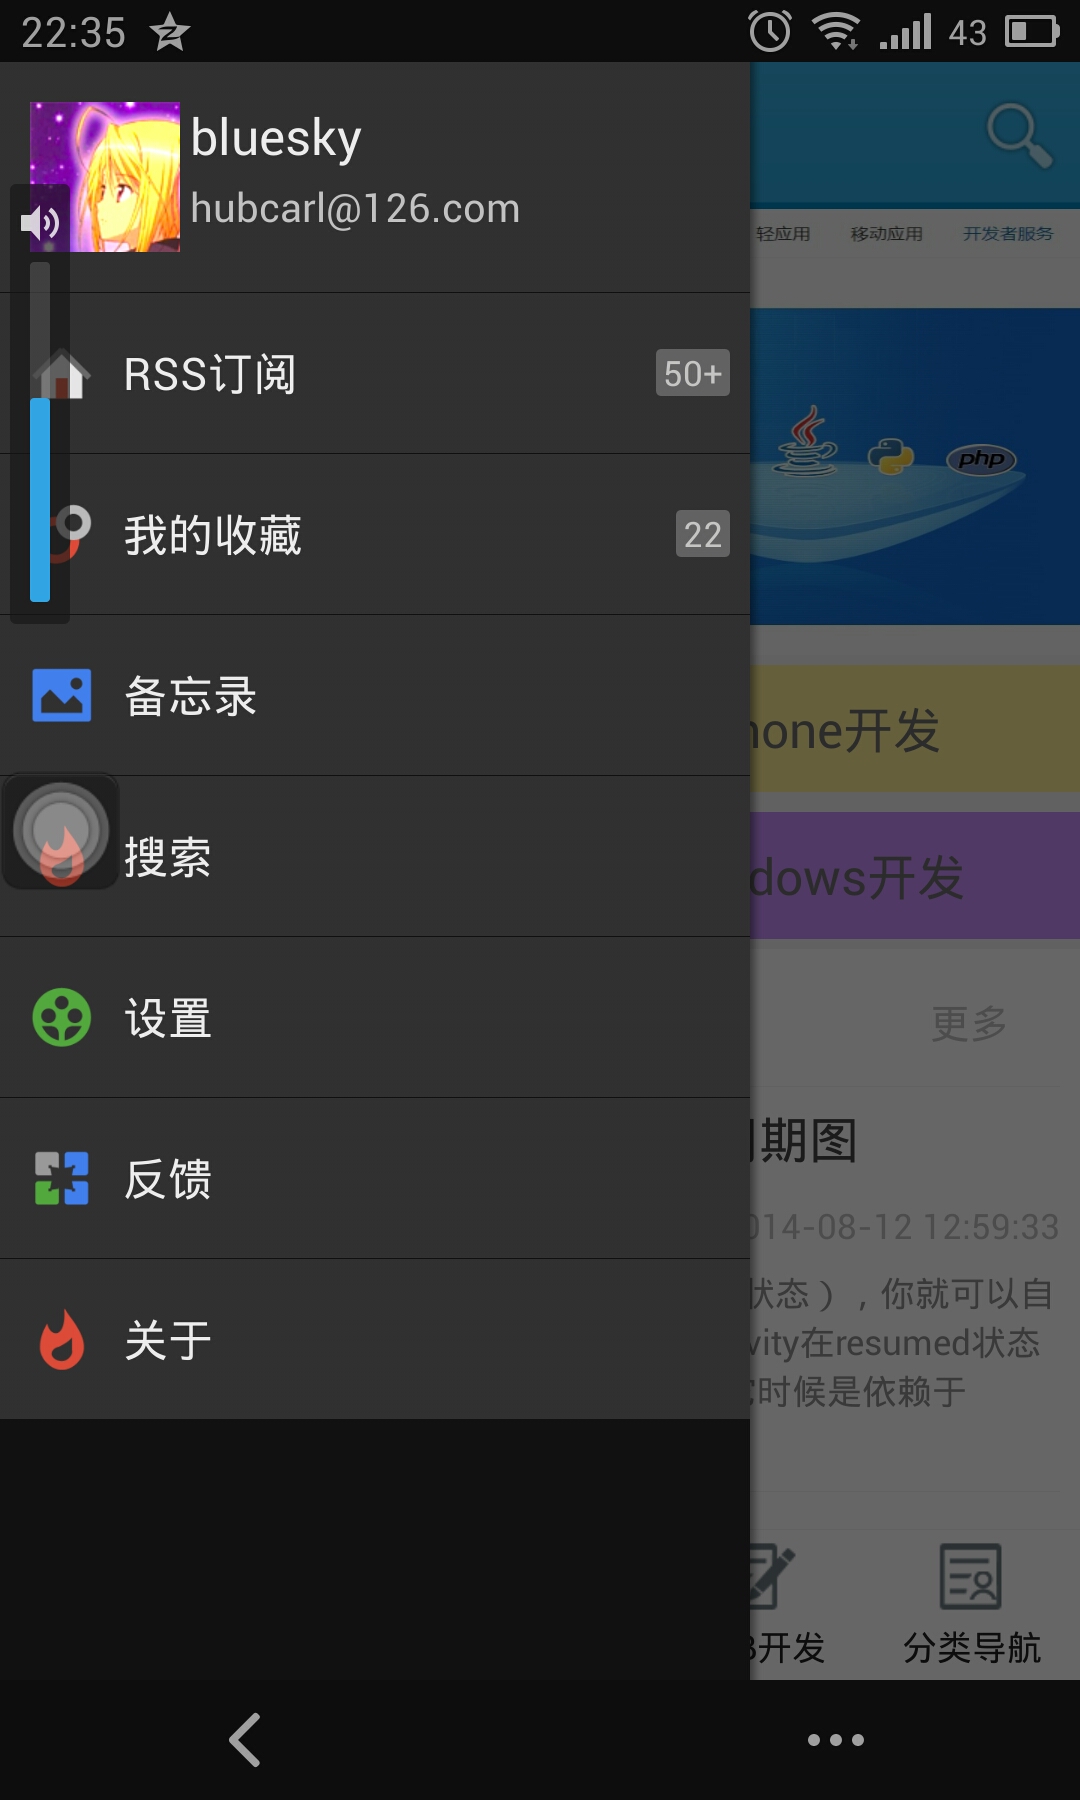 22:35
43
bluesky
hubcarl@126.com
轻应用 移动应用 开发者服务
RSS订阅
50+
php
我的收藏
22
备忘录
hone开发
搜索
dows开发
设置
更多
期图
反馈
014-08-12 12:59:33
状态），你就可以自
vity在resumed状态
关于
时候是依赖于
开发
分类导航